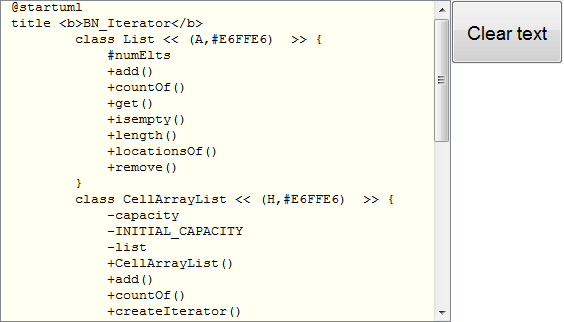 @startuml
title <b>BN_Iterator</b>
class List << (A,#E6FFE6)  >> {
#numElts
+add()
+countOf()
+get()
+isempty()
+length()
+locationsOf()
+remove()
}
class CellArrayList << (H,#E6FFE6)  >> {
-capacity
-INITIAL_CAPACITY
-list
+CellArrayList()
+add()
+countOf()
+createIterator()
Clear text